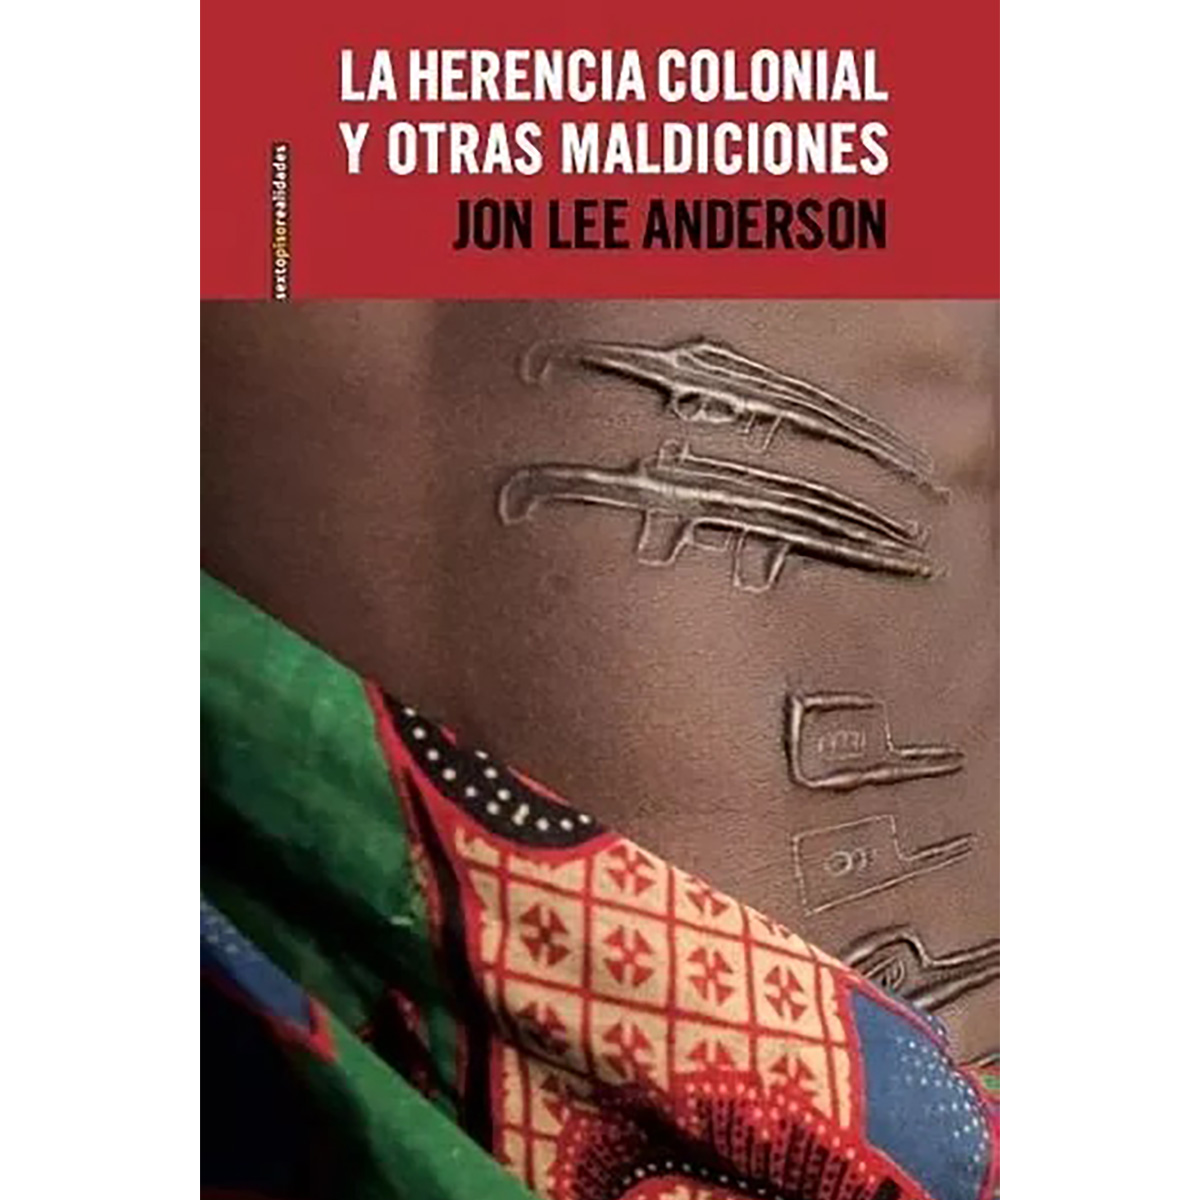 LA HERENCIA COLONIAL
Y OTRAS MALDICIONES
JON LEE ANDERSON
sextopisorealidades